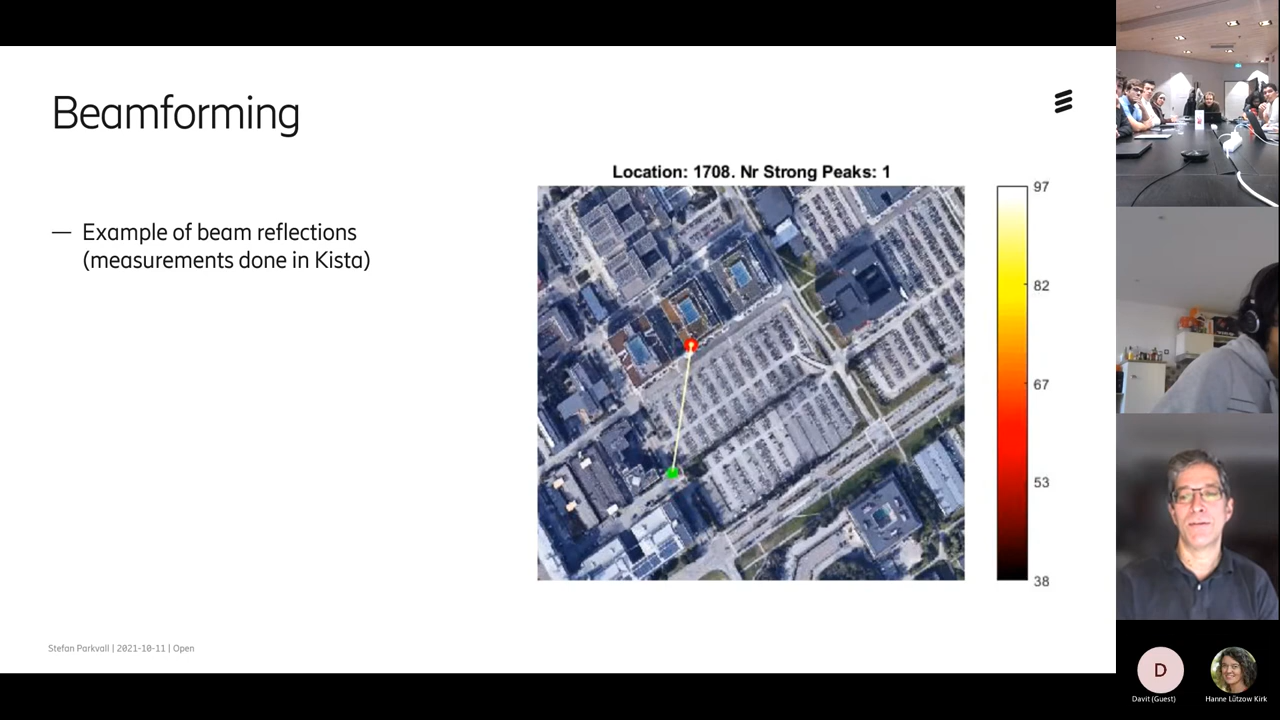 Beamforming
— Example of beam reflections
(measurements done in Kista)
Location: 1708. Nr Strong Peaks: 1
97
82
67
53
38
Stefan Parkvall | 2021-10-11 | Open
D
Davit (Guest)
Hanne Lützow Kirk